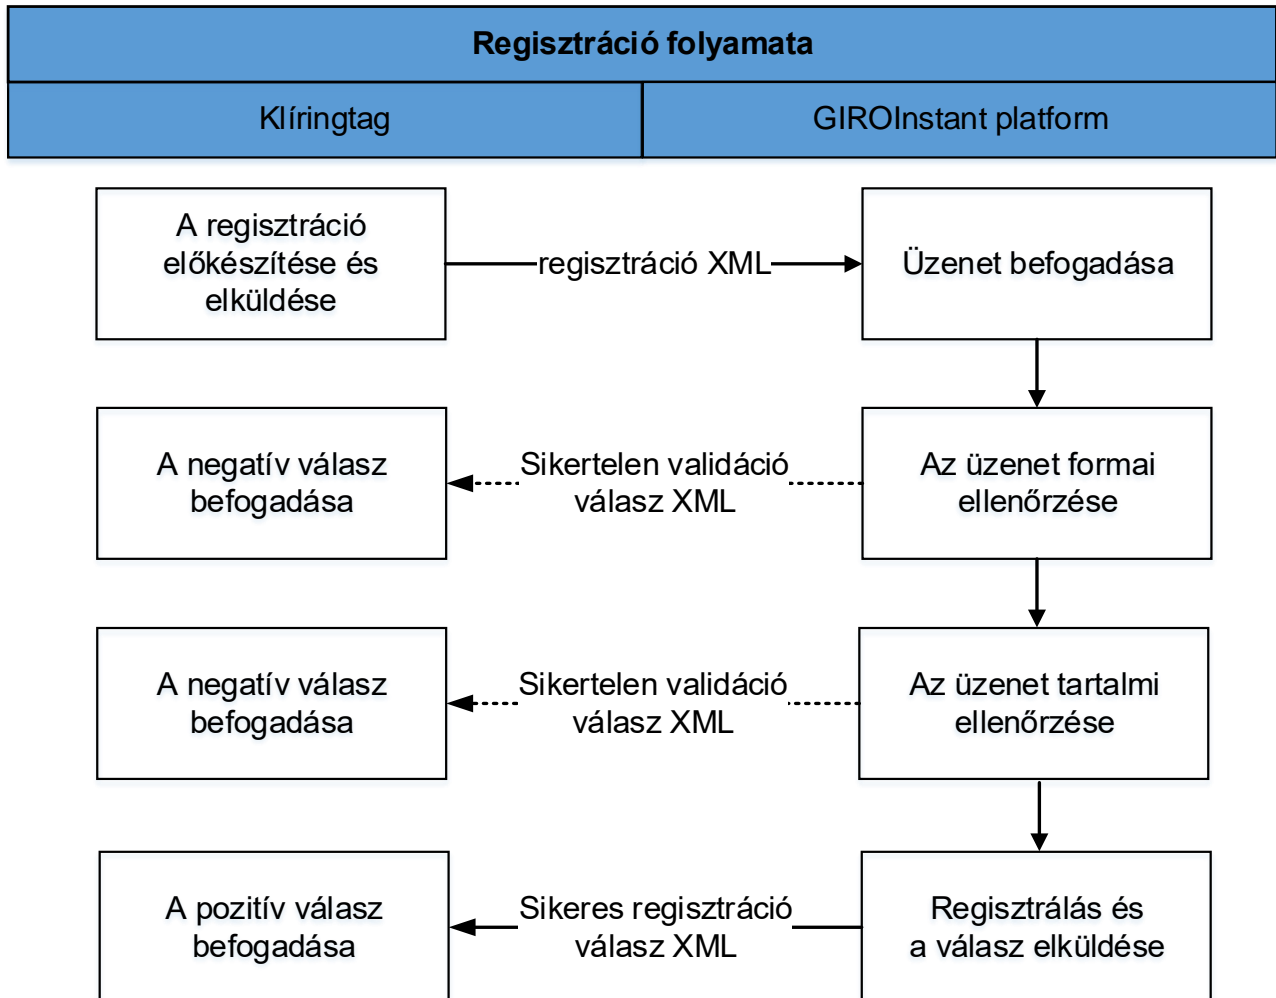 Regisztráció folyamata
Klíringtag
GIROInstant platform
A regisztráció
előkészítése és
elküldése
regisztráció XML
Üzenet befogadása
A negatív válasz
befogadása
Sikertelen validáció
válasz XML
Az üzenet formai
ellenőrzése
A negatív válasz
befogadása
Sikertelen validáció
válasz XML
Az üzenet tartalmi
ellenőrzése
A pozitív válasz
befogadása
Sikeres regisztráció
válasz XML
Regisztrálás és
a válasz elküldése